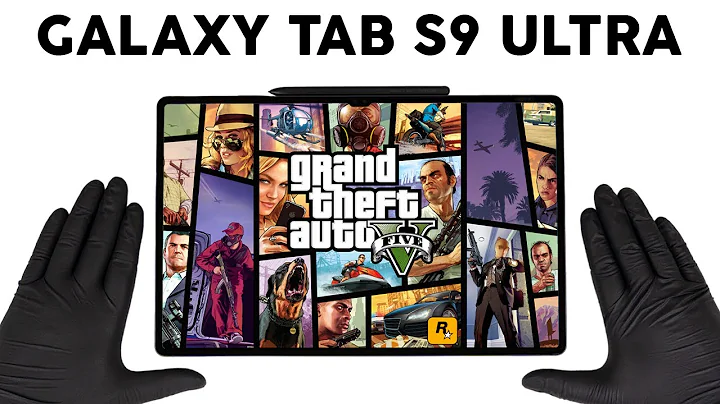 GALAXY TAB S9 ULTRA
grand
theft
auto
V
FIVE
R